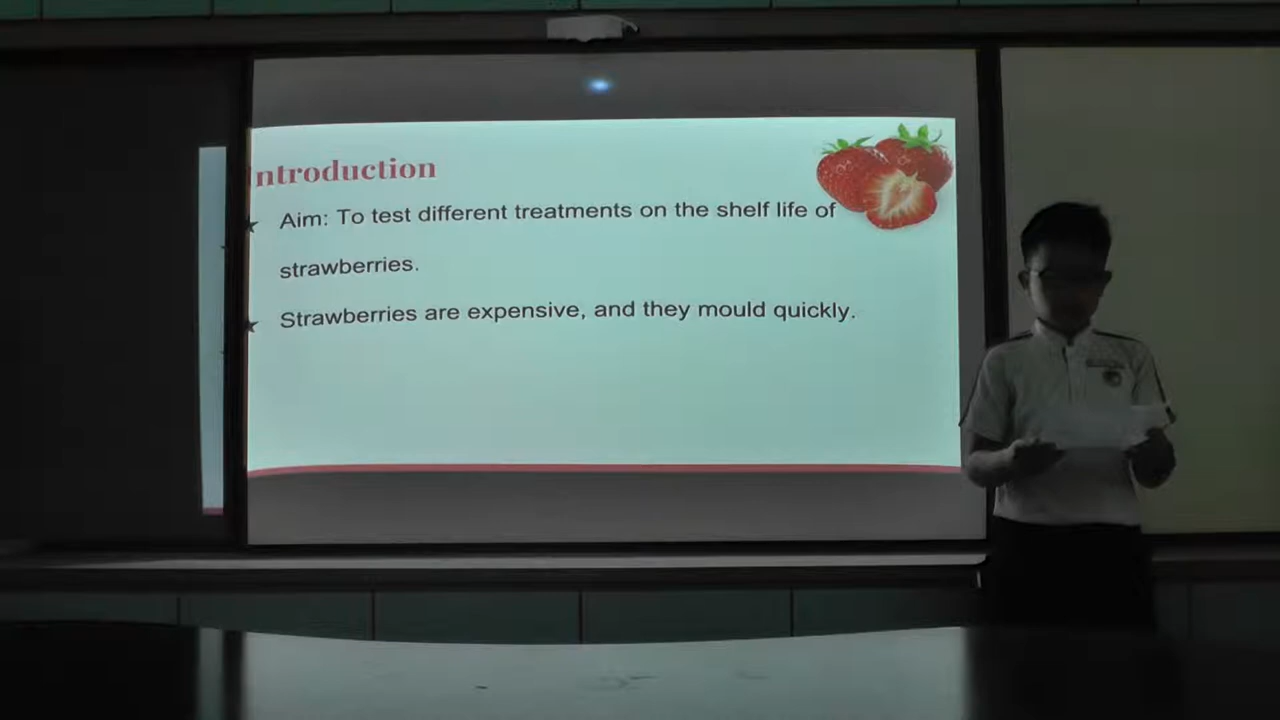 Introduction
Aim: To test different treatments on the shelf life of
strawberries.
Strawberries are expensive, and they mould quickly.